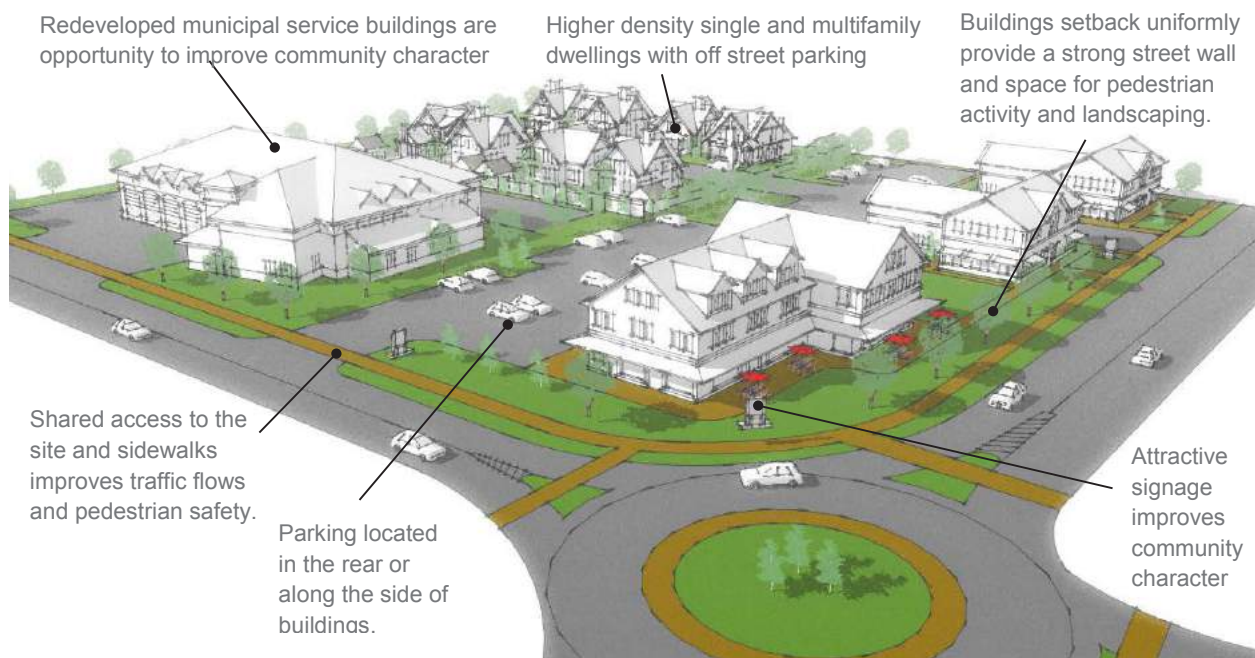 Redeveloped municipal service buildings are
opportunity to improve community character
Higher density single and multifamily
dwellings with off street parking
Buildings setback uniformly
provide a strong street wall
and space for pedestrian
activity and landscaping.
Shared access to the
site and sidewalks
improves traffic flows
and pedestrian safety.
Parking located
in the rear or
along the side of
buildings.
Attractive
signage
improves
community
character